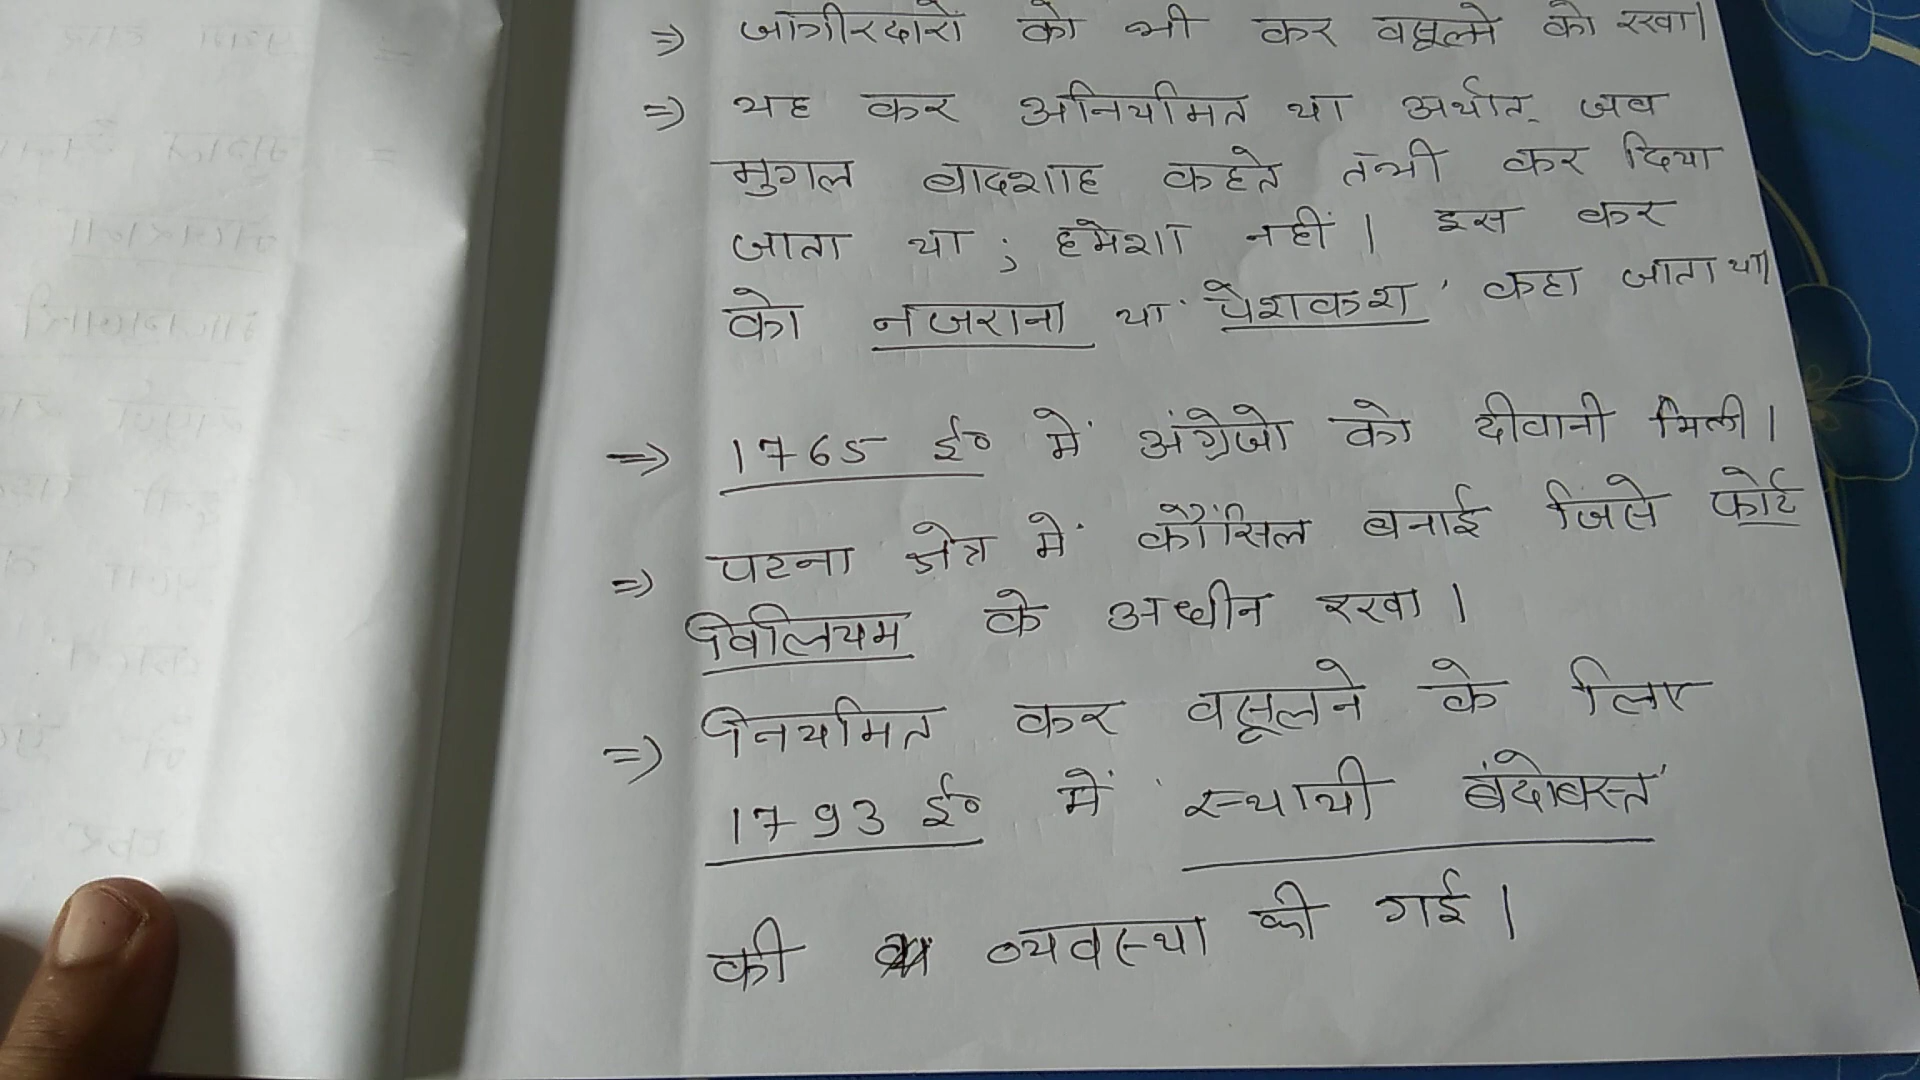 ⇒ जागीरदारों को भी कर वसूलने को रखा।
⇒ यह कर अनियमित था अर्थात् जब
मुगल बादशाह कहते तभी कर दिया
जाता था ; हमेशा नहीं । इस कर
को नजराना या 'पेशकश' कहा जाता था।
⇒ 1765 ई० में अंग्रेजो को दीवानी मिली ।
⇒ पटना क्षेत्र में कौंसिल बनाई जिसे फोर्ट
विलियम के अधीन रखा ।
⇒ नियमित कर वसूलने के लिए
1793 ई० में 'स्थायी बंदोबस्त'
की व्यवस्था की गई ।